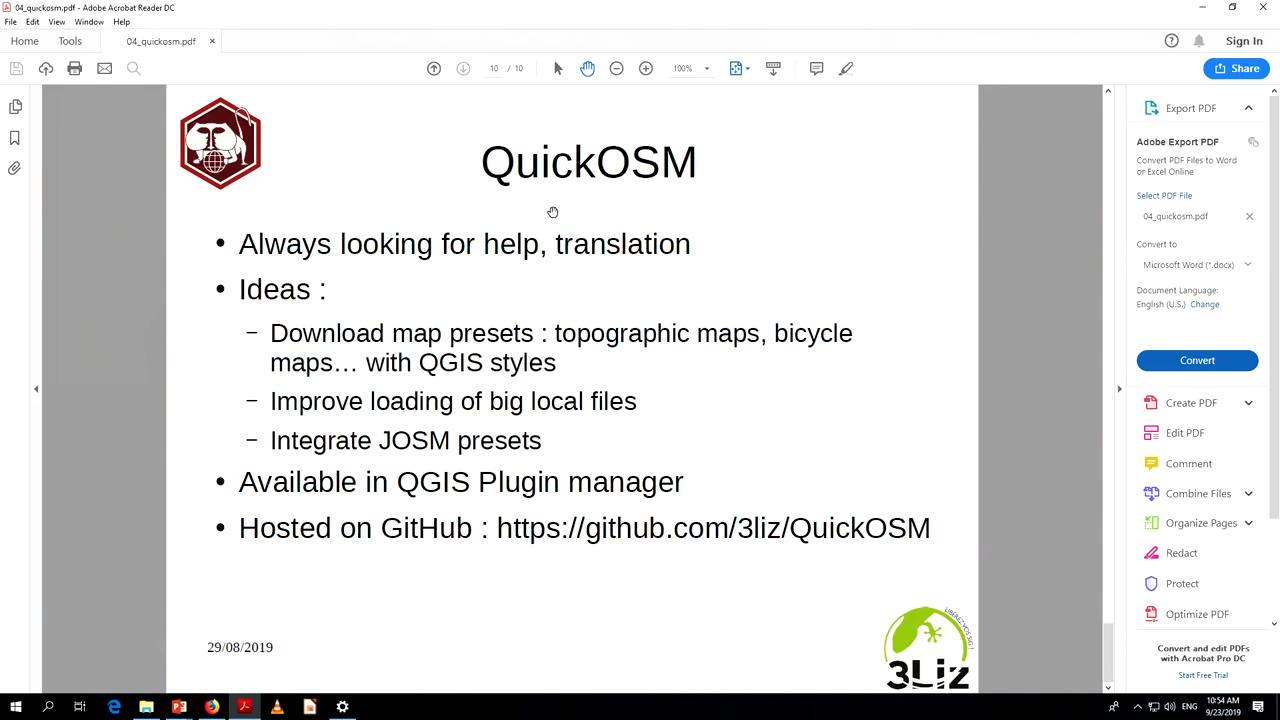 04_quickosm.pdf - Adobe Acrobat Reader DC
File Edit View Window Help
Home Tools 04_quickosm.pdf × Sign In
10 / 10 100% Share
QuickOSM
• Always looking for help, translation
• Ideas :
– Download map presets : topographic maps, bicycle
maps… with QGIS styles
– Improve loading of big local files
– Integrate JOSM presets
• Available in QGIS Plugin manager
• Hosted on GitHub : https://github.com/3liz/QuickOSM
29/08/2019
LIBÉREZ VOS SIG !
3Liz
Export PDF
Adobe Export PDF
Convert PDF Files to Word
or Excel Online
Select PDF File
04_quickosm.pdf
Convert to
Microsoft Word (*.docx)
Document Language:
English (U.S.) Change
Convert
Create PDF
Edit PDF
Comment
Combine Files
Organize Pages
Redact
Protect
Optimize PDF
Convert and edit PDFs
with Acrobat Pro DC
Start Free Trial
ENG
10:54 AM
9/23/2019